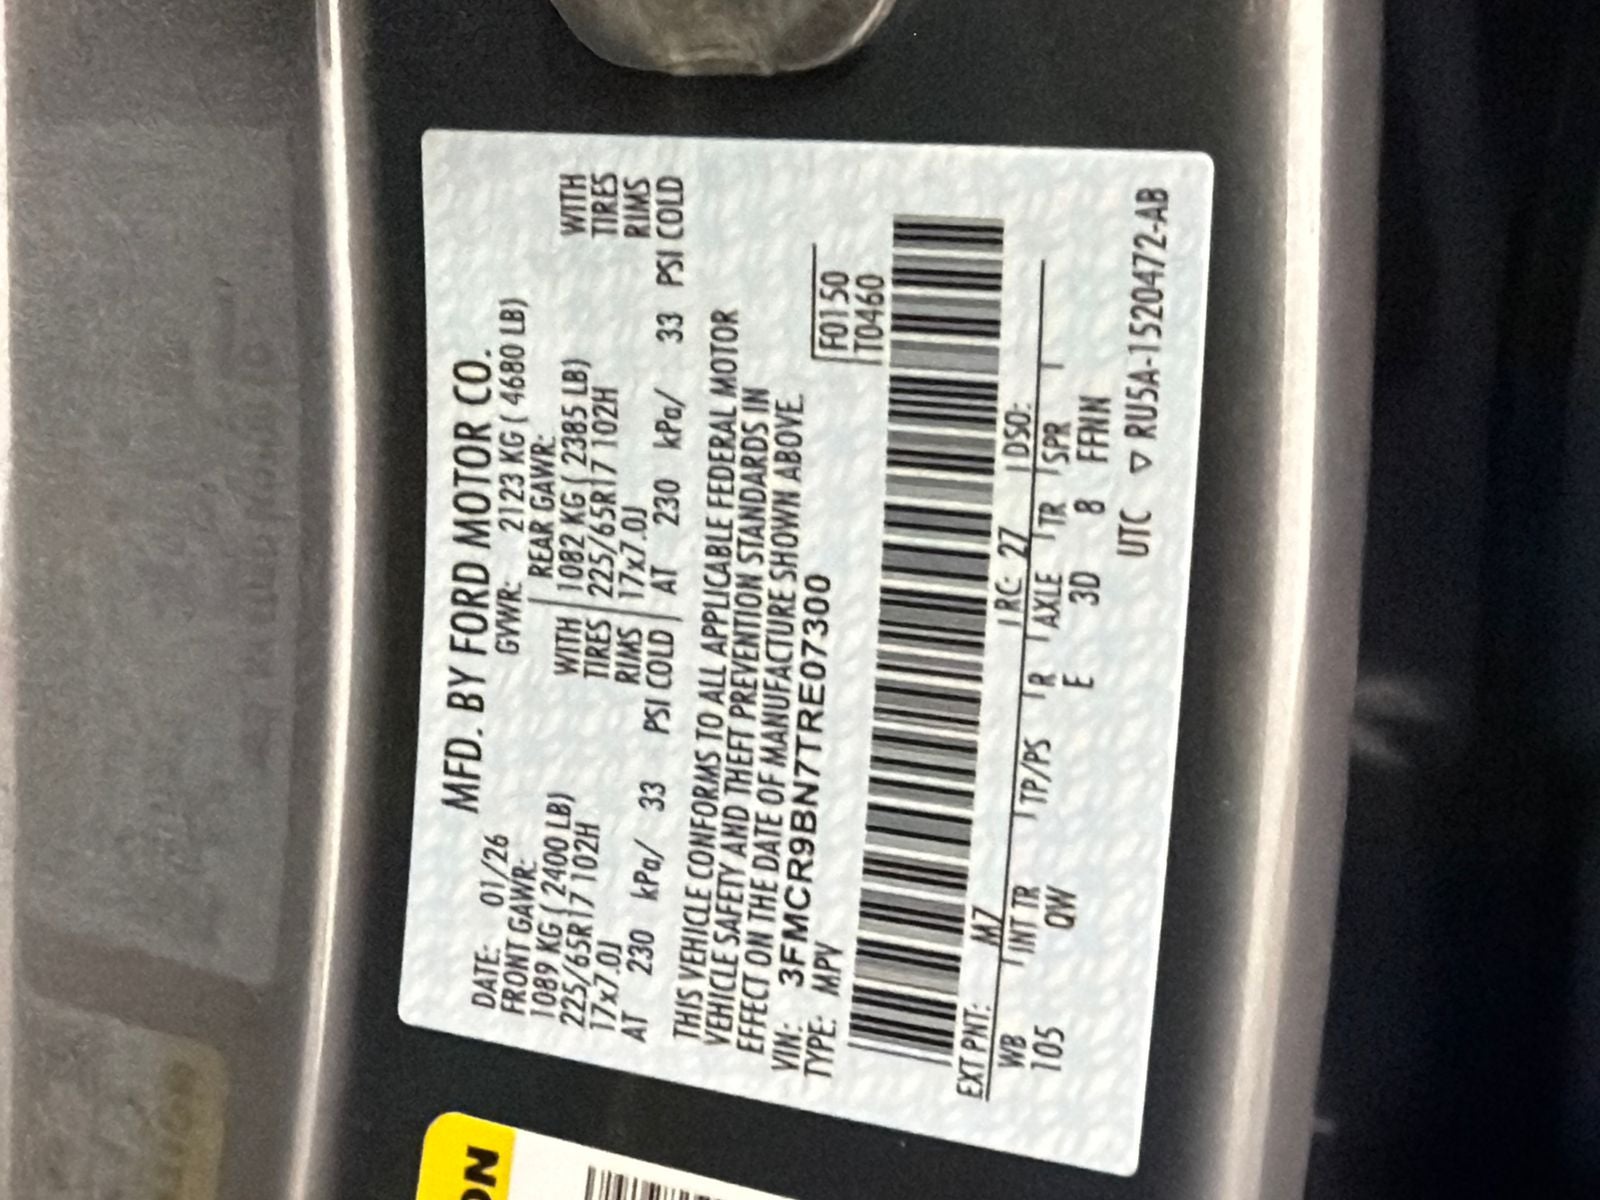 MFD. BY FORD MOTOR CO.
DATE: 01/26 GVWR: 2123 KG ( 4680 LB)
FRONT GAWR: REAR GAWR:
1089 KG ( 2400 LB) WITH 1082 KG ( 2385 LB) WITH
225/65R17 102H TIRES 225/65R17 102H TIRES
17x7.0J RIMS 17x7.0J RIMS
AT 230 kPa/ 33 PSI COLD AT 230 kPa/ 33 PSI COLD
THIS VEHICLE CONFORMS TO ALL APPLICABLE FEDERAL MOTOR
VEHICLE SAFETY AND THEFT PREVENTION STANDARDS IN
EFFECT ON THE DATE OF MANUFACTURE SHOWN ABOVE.
VIN: 3FMCR9BN7TRE07300 F0150
TYPE: MPV T0460
EXT PNT: M7 RC: 27 DSO:
WB INT TR TP/PS R AXLE TR SPR
105 QW E 3D 8 FFNN
UTC ▽ RU5A-1520472-AB
ON